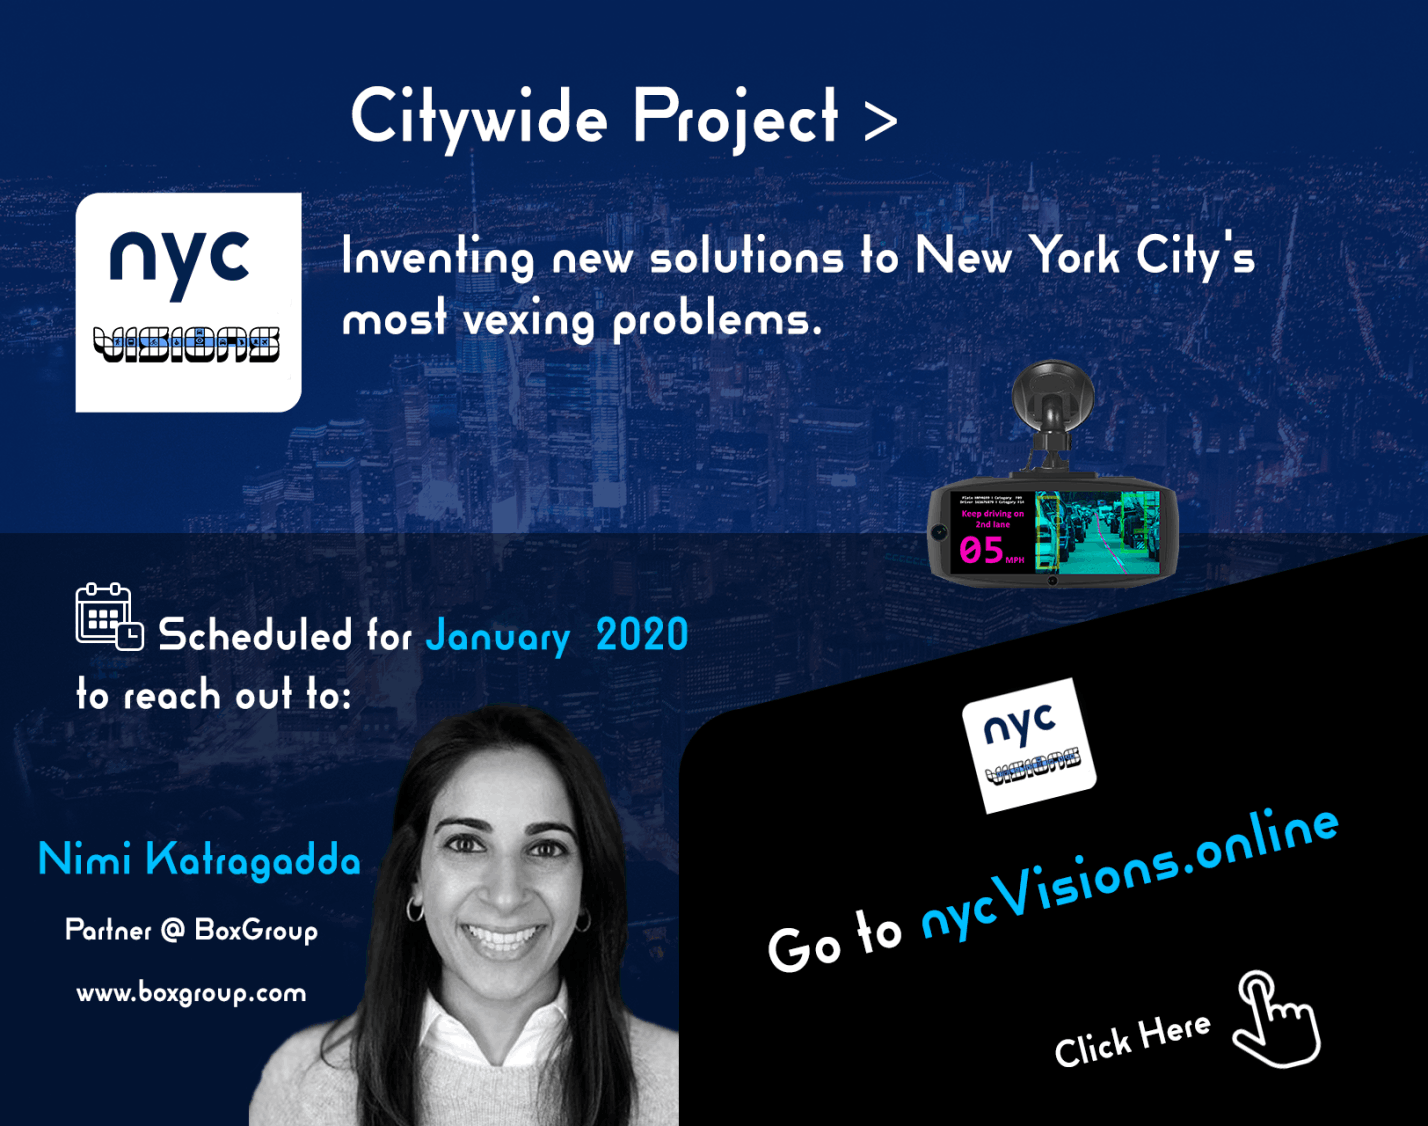 Citywide Project >
nyc
VISIONS
Inventing new solutions to New York City's
most vexing problems.
Keep driving on
2nd lane
05 MPH
Scheduled for January 2020
to reach out to:
Nimi Katragadda
Partner @ BoxGroup
www.boxgroup.com
nyc
VISIONS
Go to nycVisions.online
Click Here